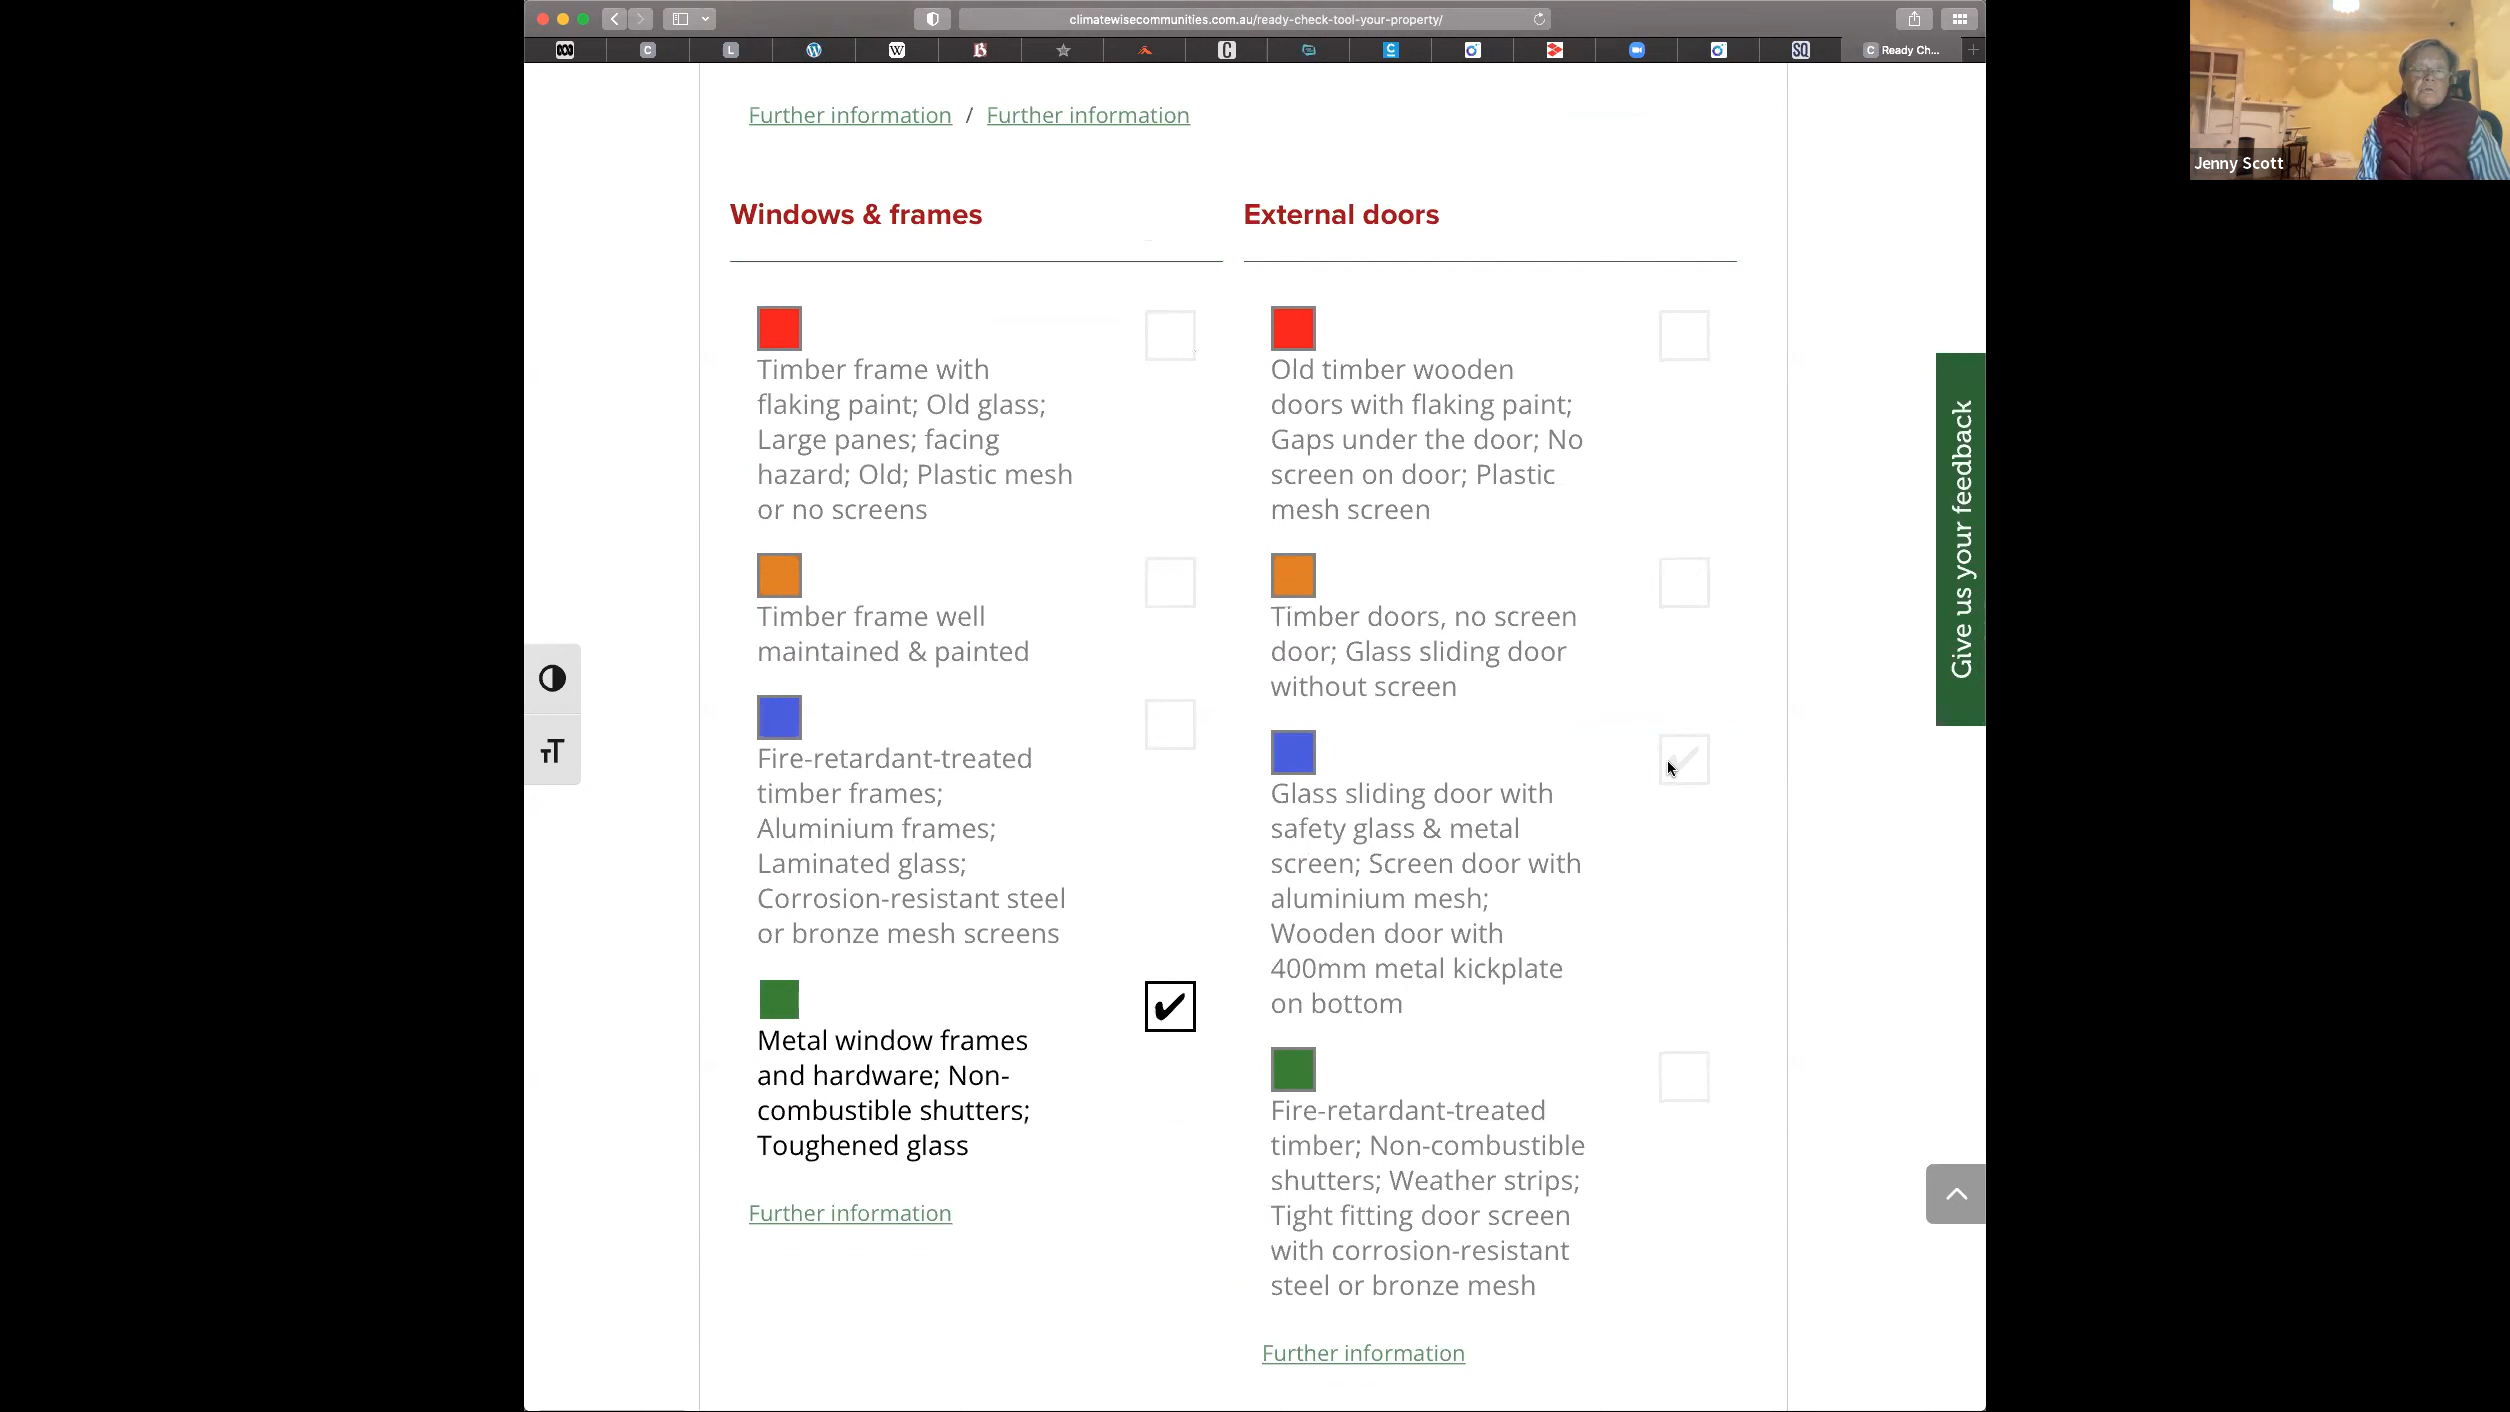 climatewisecommunities.com.au/ready-check-tool-your-property/
C
L
W
C
C
SQ
C Ready Ch...
Jenny Scott
Further information / Further information
Windows & frames
Timber frame with
flaking paint; Old glass;
Large panes; facing
hazard; Old; Plastic mesh
or no screens
Timber frame well
maintained & painted
Fire-retardant-treated
timber frames;
Aluminium frames;
Laminated glass;
Corrosion-resistant steel
or bronze mesh screens
Metal window frames
and hardware; Non-
combustible shutters;
Toughened glass
Further information
External doors
Old timber wooden
doors with flaking paint;
Gaps under the door; No
screen on door; Plastic
mesh screen
Timber doors, no screen
door; Glass sliding door
without screen
Glass sliding door with
safety glass & metal
screen; Screen door with
aluminium mesh;
Wooden door with
400mm metal kickplate
on bottom
Fire-retardant-treated
timber; Non-combustible
shutters; Weather strips;
Tight fitting door screen
with corrosion-resistant
steel or bronze mesh
Further information
Give us your feedback
TT